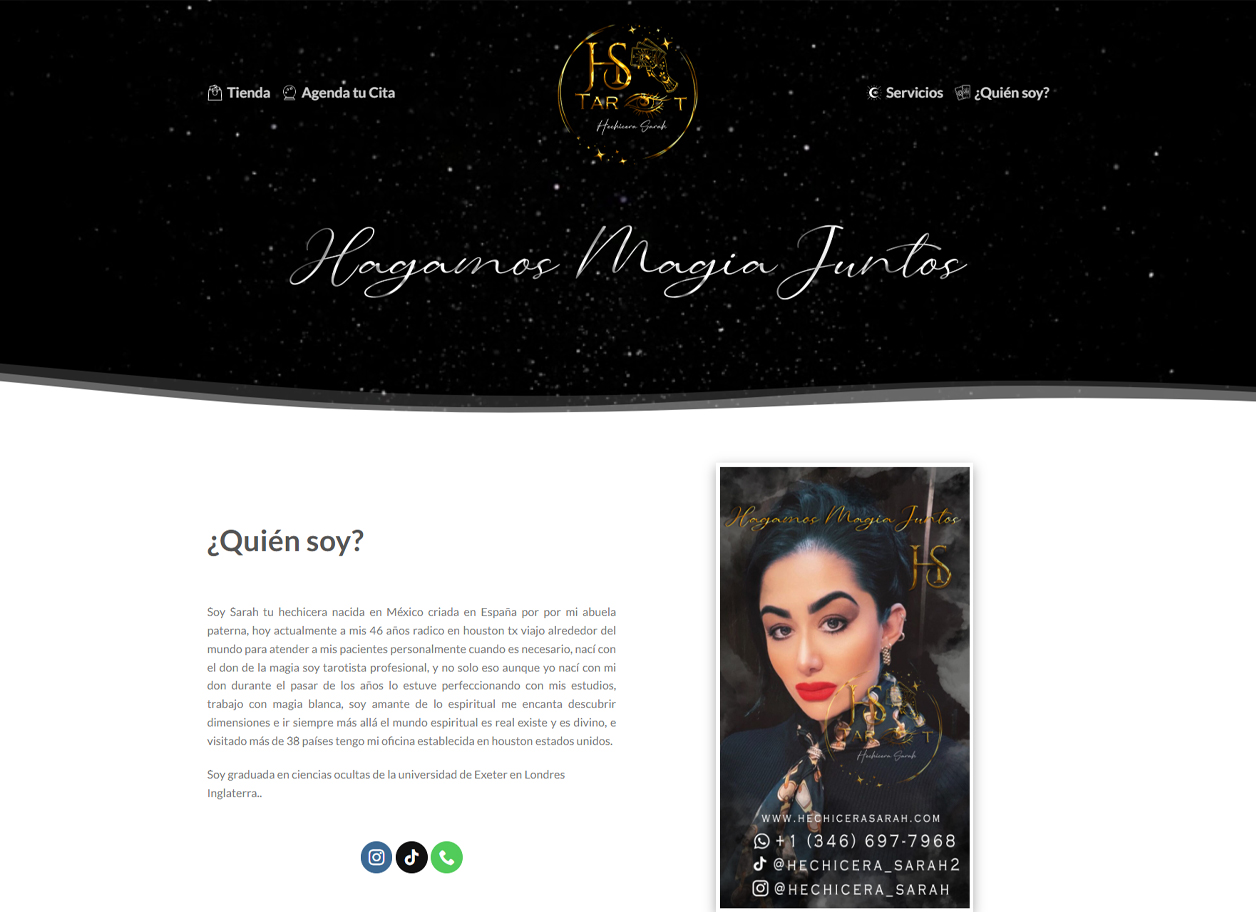 Tienda Agenda tu Cita
HS
TAROT
Hechicera Sarah
Servicios ¿Quién soy?
Hagamos Magia Juntos
¿Quién soy?
Soy Sarah tu hechicera nacida en México criada en España por por mi abuela
paterna, hoy actualmente a mis 46 años radico en houston tx viajo alrededor del
mundo para atender a mis pacientes personalmente cuando es necesario, nací con
el don de la magia soy tarotista profesional, y no solo eso aunque yo nací con mi
don durante el pasar de los años lo estuve perfeccionando con mis estudios,
trabajo con magia blanca, soy amante de lo espiritual me encanta descubrir
dimensiones e ir siempre más allá el mundo espiritual es real existe y es divino, e
visitado más de 38 países tengo mi oficina establecida en houston estados unidos.
Soy graduada en ciencias ocultas de la universidad de Exeter en Londres
Inglaterra..
Hagamos Magia Juntos
HS
HS
TAROT
Hechicera Sarah
WWW.HECHICERASARAH.COM
+1 (346) 697-7968
@HECHICERA_SARAH2
@HECHICERA_SARAH